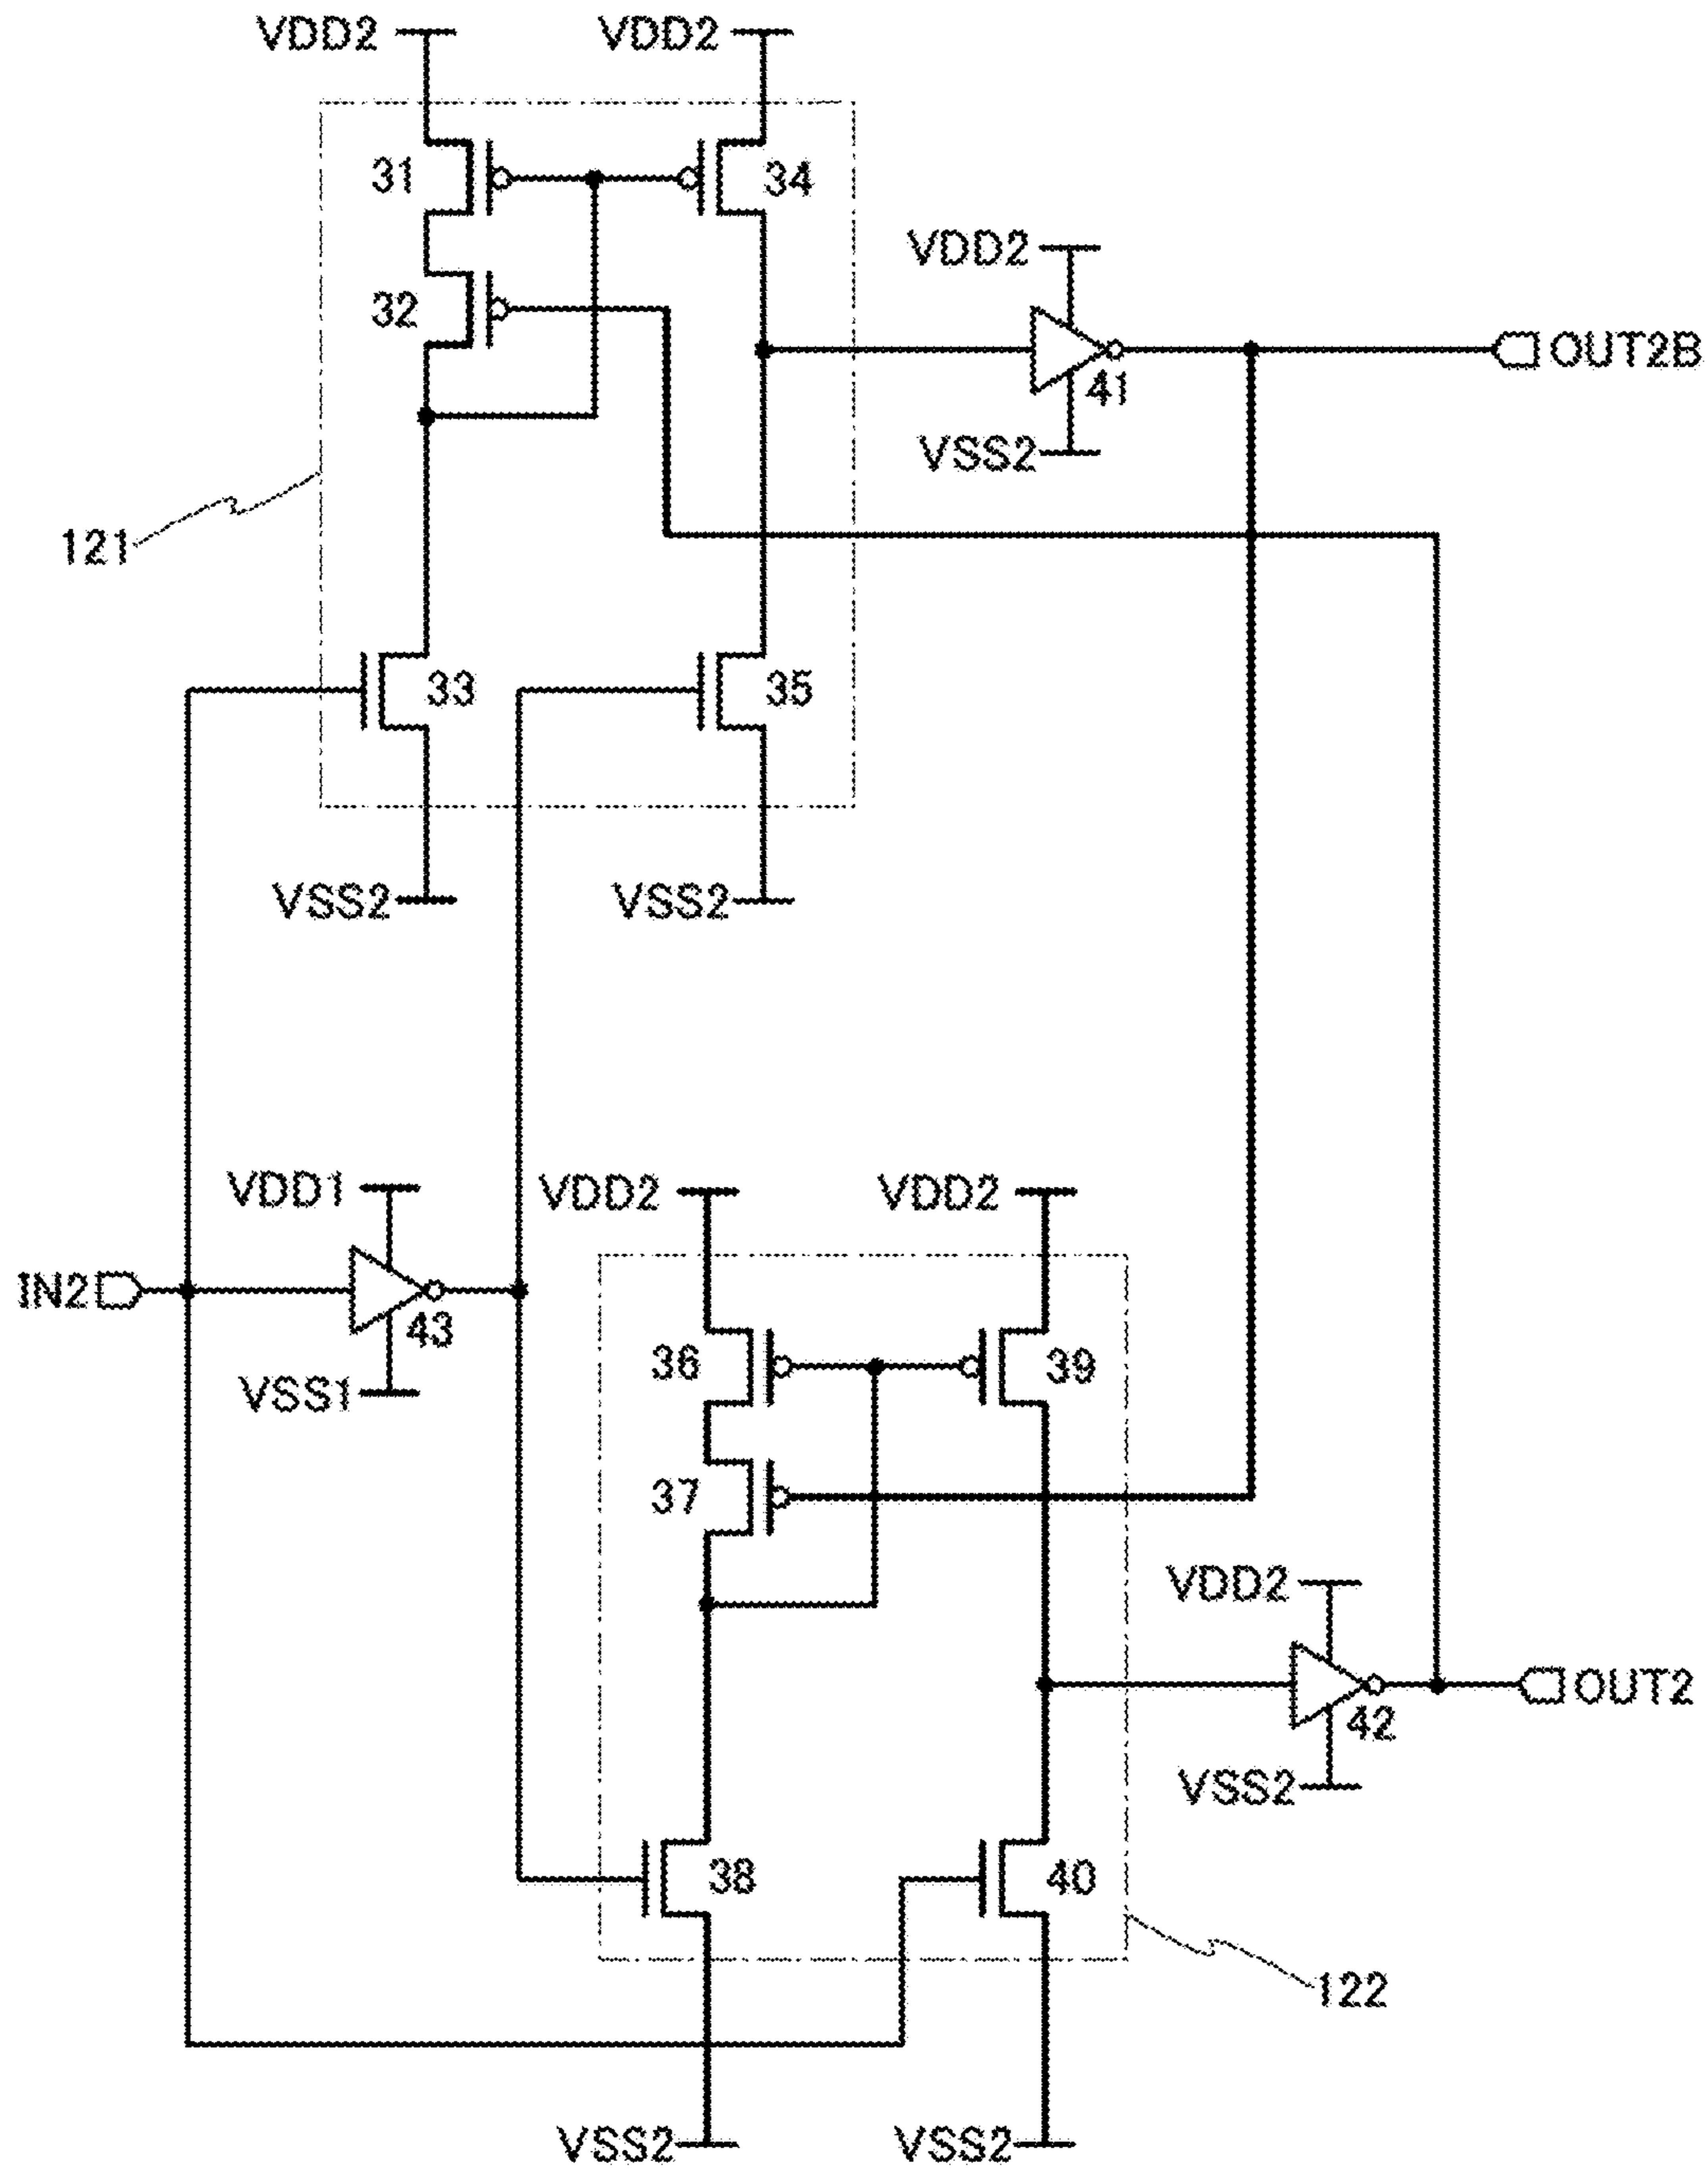 VDD2 VDD2
31 34
VDD2
32
41 OUT2B
VSS2
121
33 35
VSS2 VSS2
VDD1 VDD2 VDD2
IN2 43
36 39
VSS1
37
VDD2
42 OUT2
VSS2
38 40
122
VSS2 VSS2